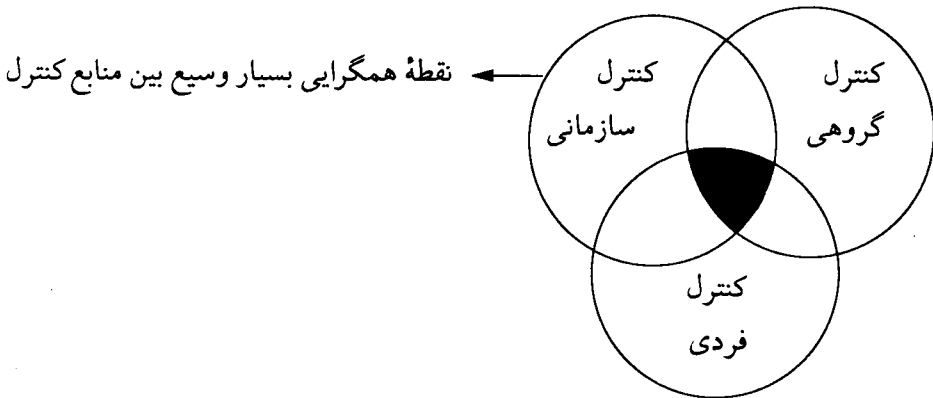 کنترل
گروهی
کنترل
سازمانی
نقطهٔ همگرایی بسیار وسیع بین منابع کنترل
کنترل
فردی